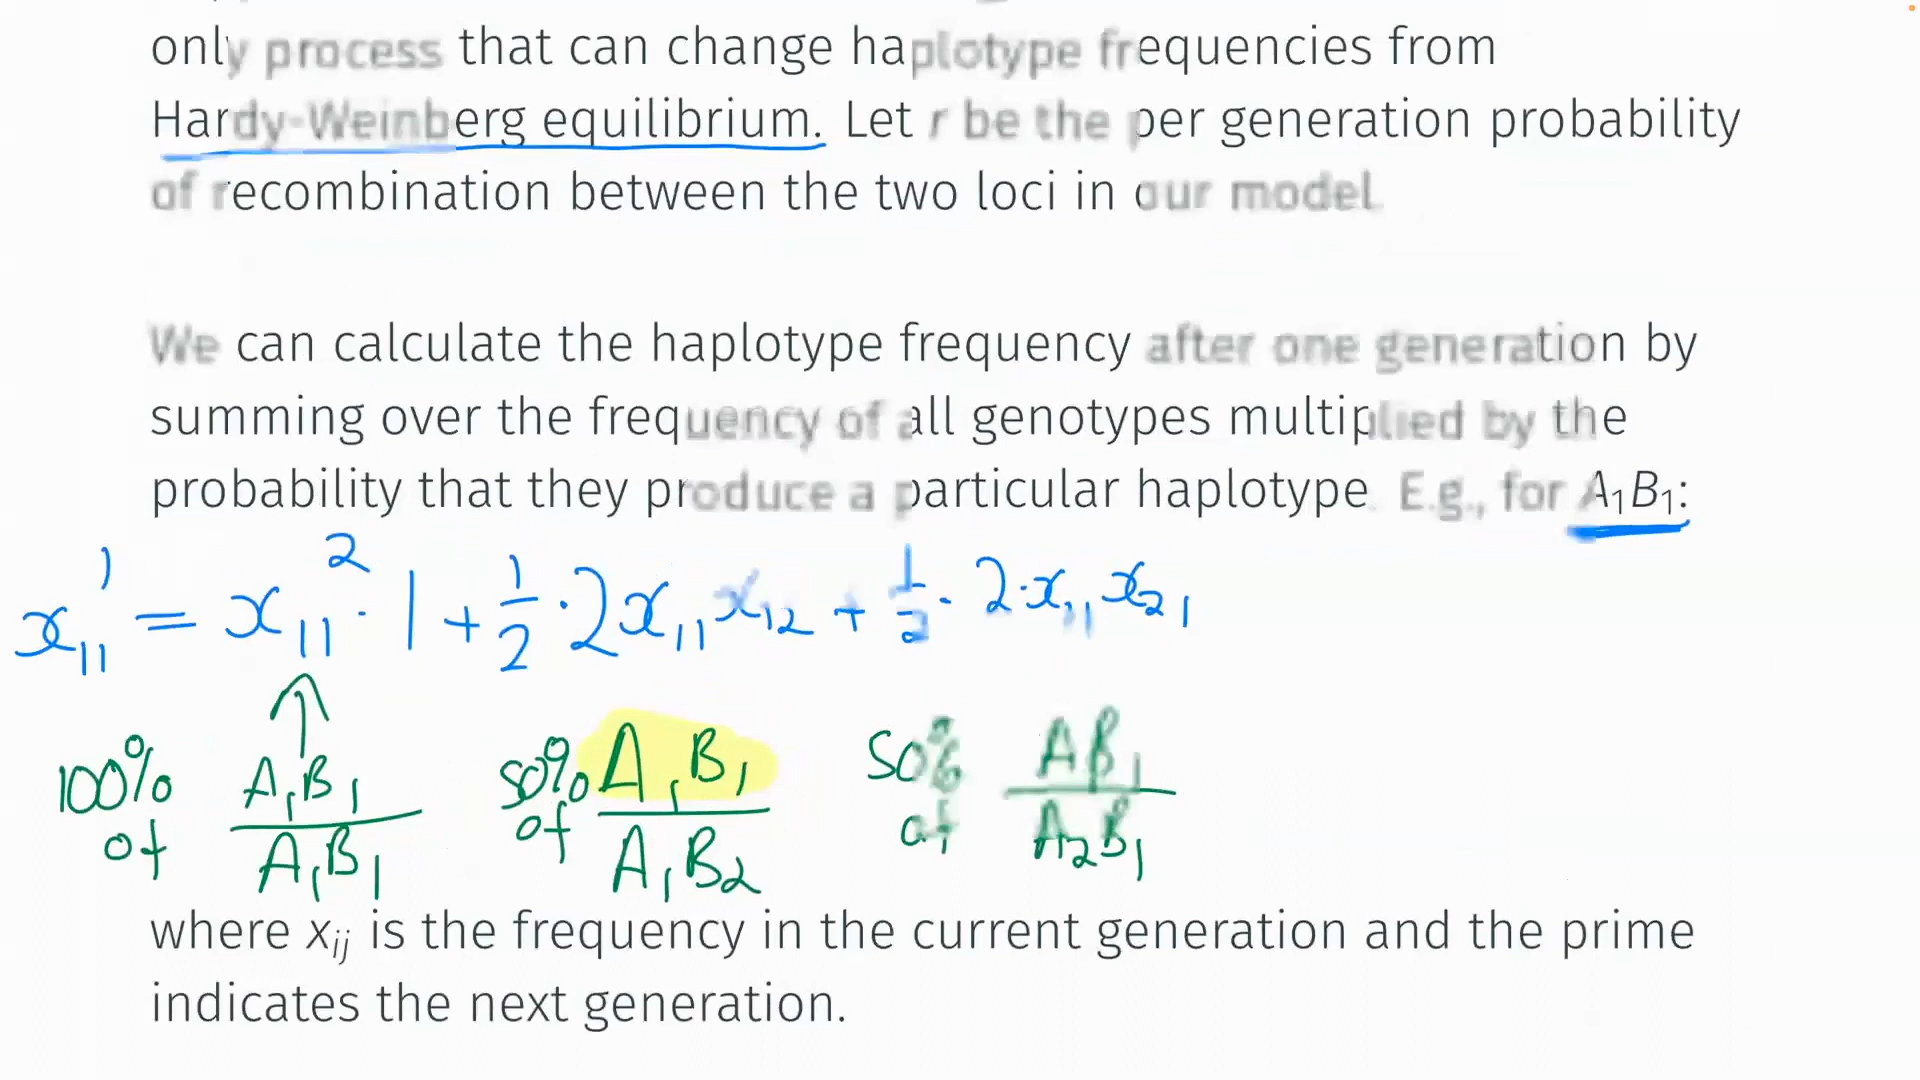 only process that can change haplotype frequencies from
Hardy-Weinberg equilibrium. Let r be the per generation probability
of recombination between the two loci in our model.
We can calculate the haplotype frequency after one generation by
summing over the frequency of all genotypes multiplied by the
probability that they produce a particular haplotype. E.g., for A₁B₁:
x₁₁' = x₁₁² · 1 + 1/2 · 2x₁₁x₁₂ + 1/2 · 2·x₁₁x₂₁
100% of A₁B₁/A₁B₁ 50% of A₁B₁/A₁B₂ 50% of AB₁/A₂B₁
where xᵢⱼ is the frequency in the current generation and the prime
indicates the next generation.